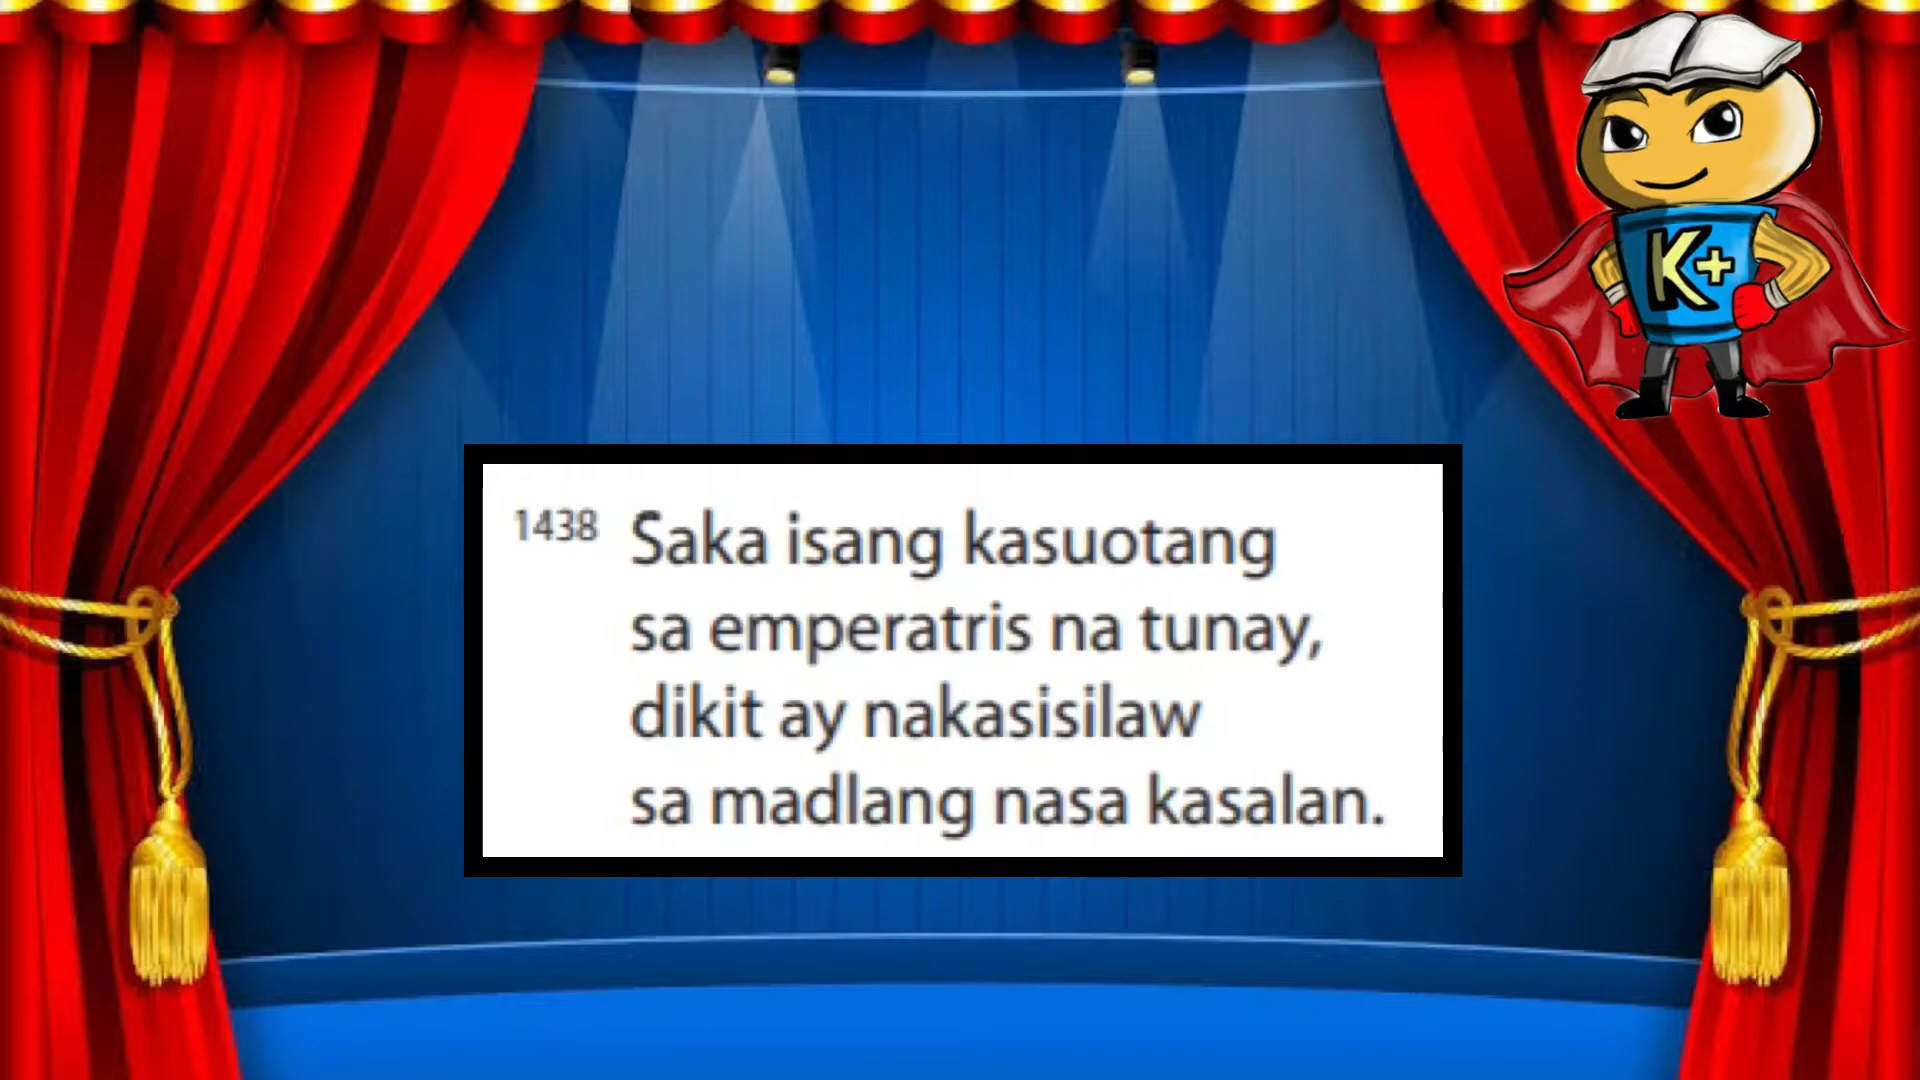 K+
1438 Saka isang kasuotang
sa emperatris na tunay,
dikit ay nakasisilaw
sa madlang nasa kasalan.